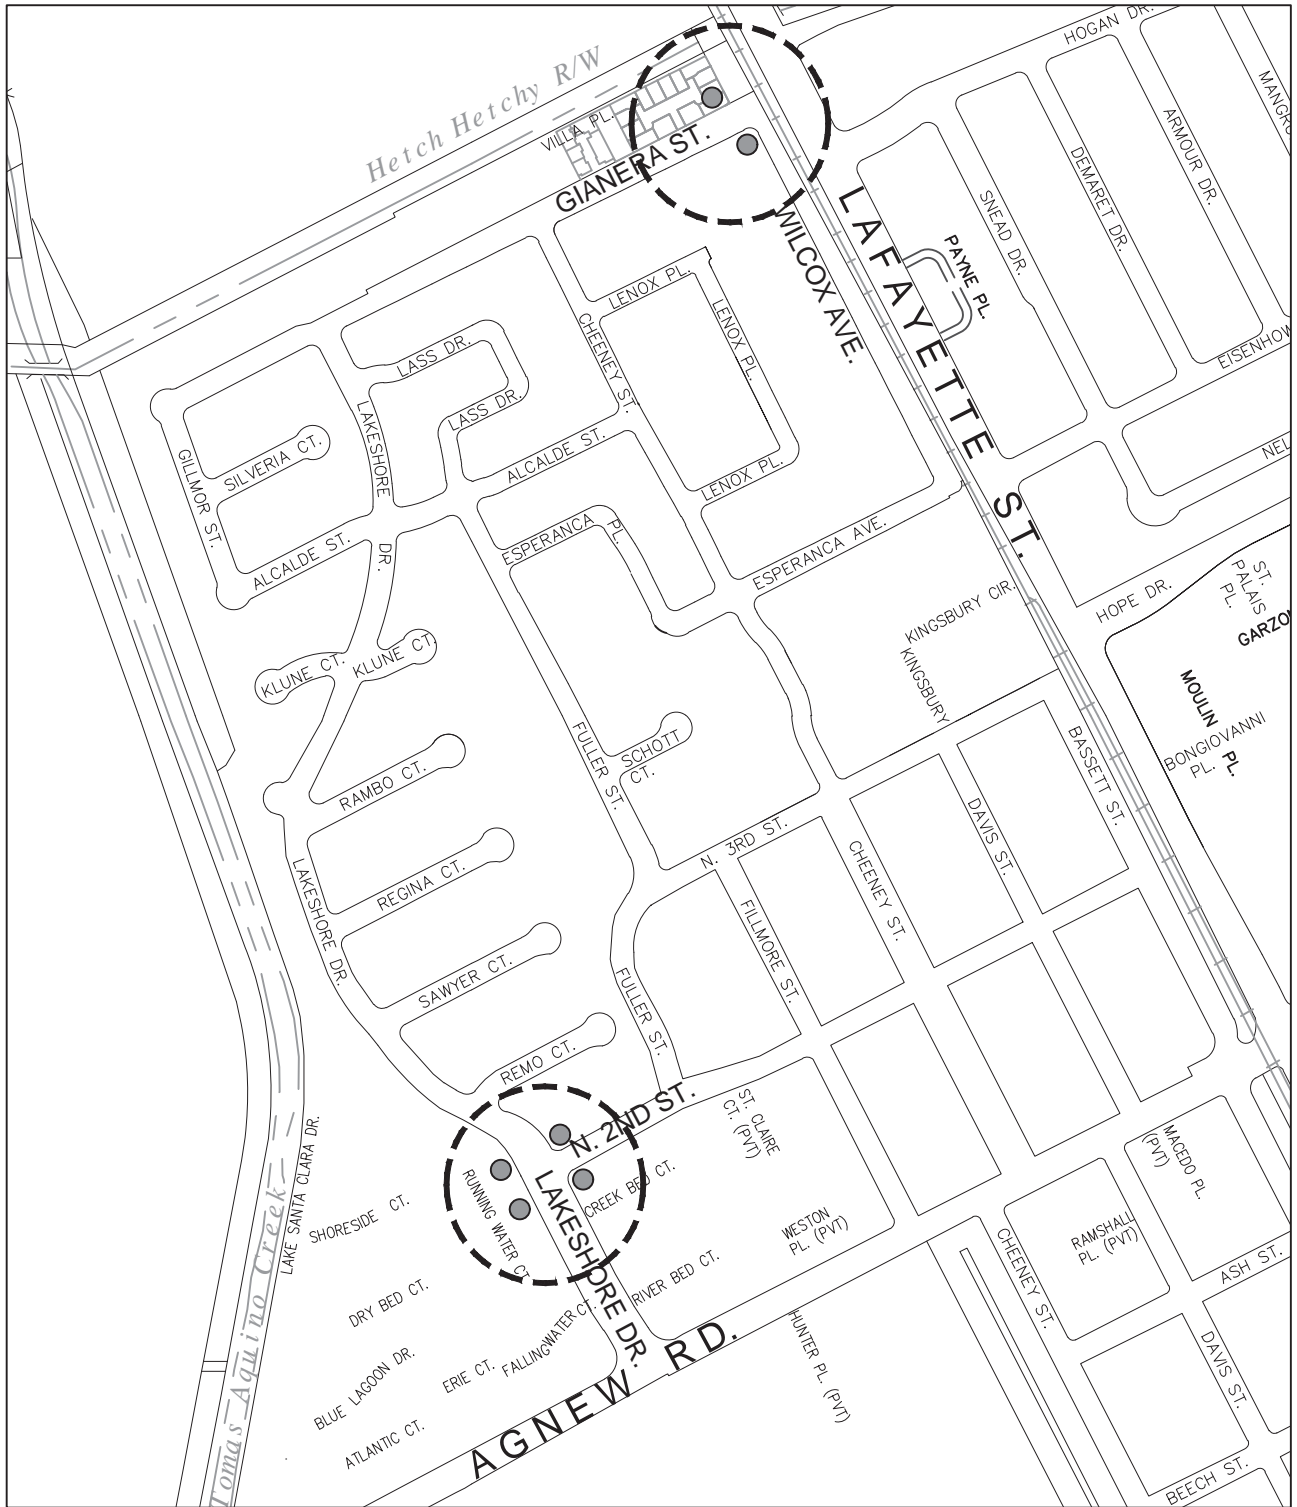 HOGAN DR.
Hetch Hetchy R/W
VILLA PL.
GIANERA ST.
ARMOUR DR.
DEMARET DR.
SNEAD DR.
WILCOX AVE.
LAFAYETTE ST.
PAYNE PL.
LENOX PL.
LENOX PL.
CHEENEY ST.
EISENHOW
LASS DR.
LASS DR.
LAKESHORE
DR.
SILVERIA CT.
GILLMOR ST.
ALCALDE ST.
LENOX PL.
NEL
ESPERANCA
PL.
ALCALDE ST.
ESPERANCA AVE.
HOPE DR.
ST.
PALAIS
PL.
GARZO
KINGSBURY CIR.
KINGSBURY
KLUNE CT.
KLUNE CT.
MOULIN
PL.
BONGIOVANNI
PL.
FULLER ST.
SCHOTT
CT.
BASSETT ST.
RAMBO CT.
DAVIS ST.
N. 3RD ST.
CHEENEY ST.
REGINA CT.
LAKESHORE DR.
FILLMORE ST.
SAWYER CT.
FULLER ST.
REMO CT.
N. 2ND ST.
ST. CLAIRE
CT. (PVT)
MACEDO PL.
(PVT)
LAKE SANTA CLARA DR.
RUNNING WATER CT.
CREEK BED CT.
LAKESHORE DR.
SHORESIDE CT.
WESTON
PL. (PVT)
RAMSHALL
PL. (PVT)
CHEENEY ST.
ASH ST.
RIVER BED CT.
DRY BED CT.
FALLINGWATER CT.
HUNTER PL. (PVT)
DAVIS ST.
BLUE LAGOON DR.
ERIE CT.
AGNEW RD.
ATLANTIC CT.
Tomas Aquino Creek
BEECH ST.
MANGR